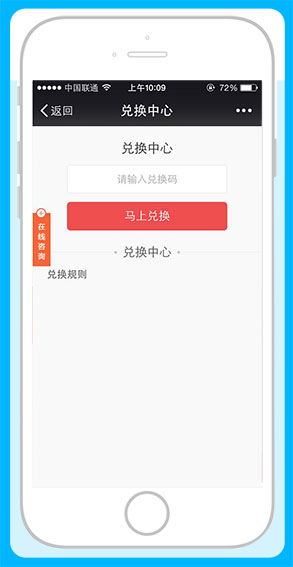 中国联通 上午10:09 72%
返回 兑换中心
兑换中心
请输入兑换码
马上兑换
在线咨询
兑换中心
兑换规则